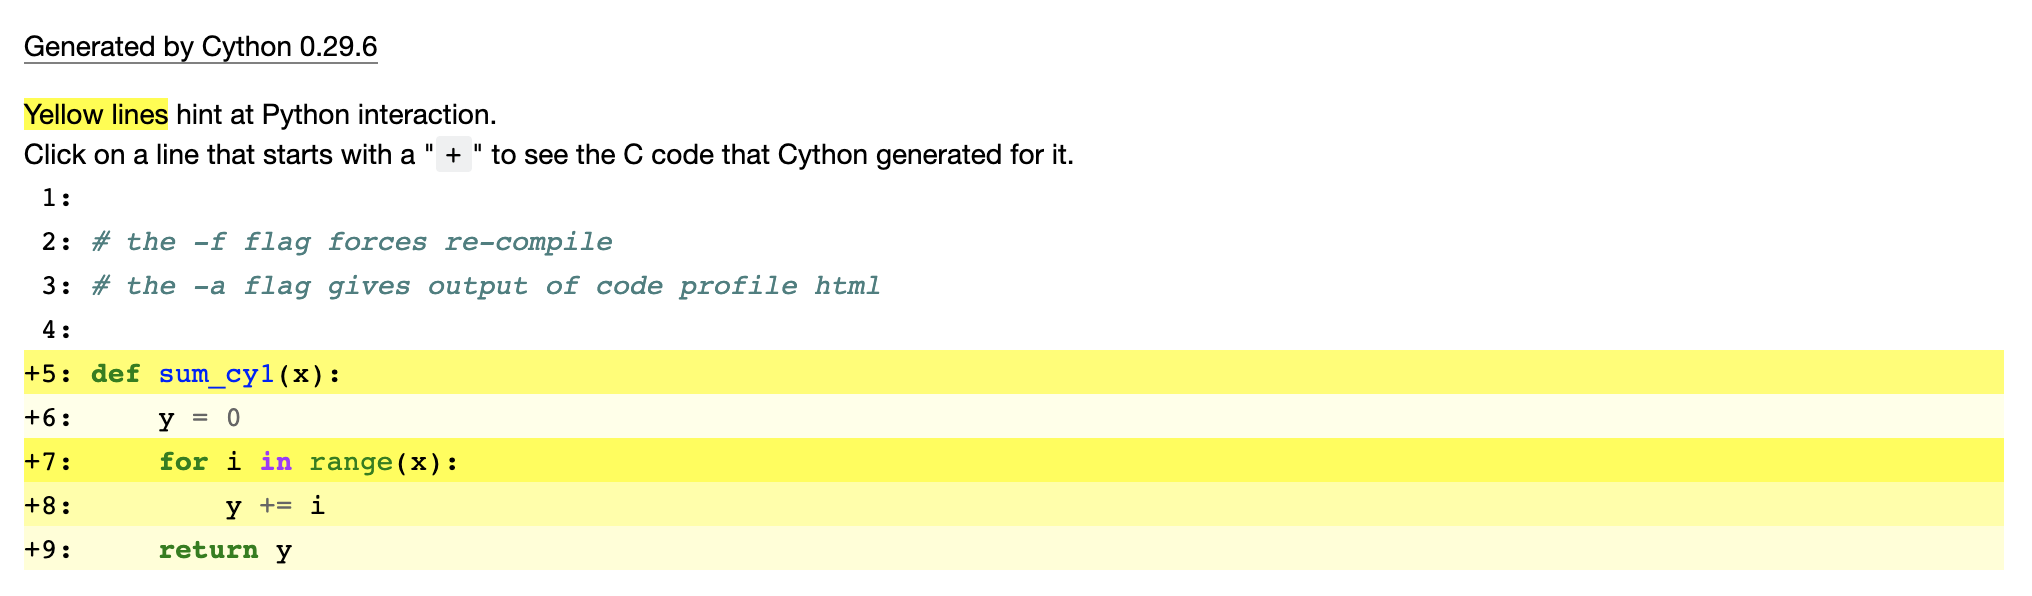 Generated by Cython 0.29.6
Yellow lines hint at Python interaction.
Click on a line that starts with a "+" to see the C code that Cython generated for it.
1:
2: # the -f flag forces re-compile
3: # the -a flag gives output of code profile html
4:
+5: def sum_cy1(x):
+6:     y = 0
+7:     for i in range(x):
+8:         y += i
+9:     return y